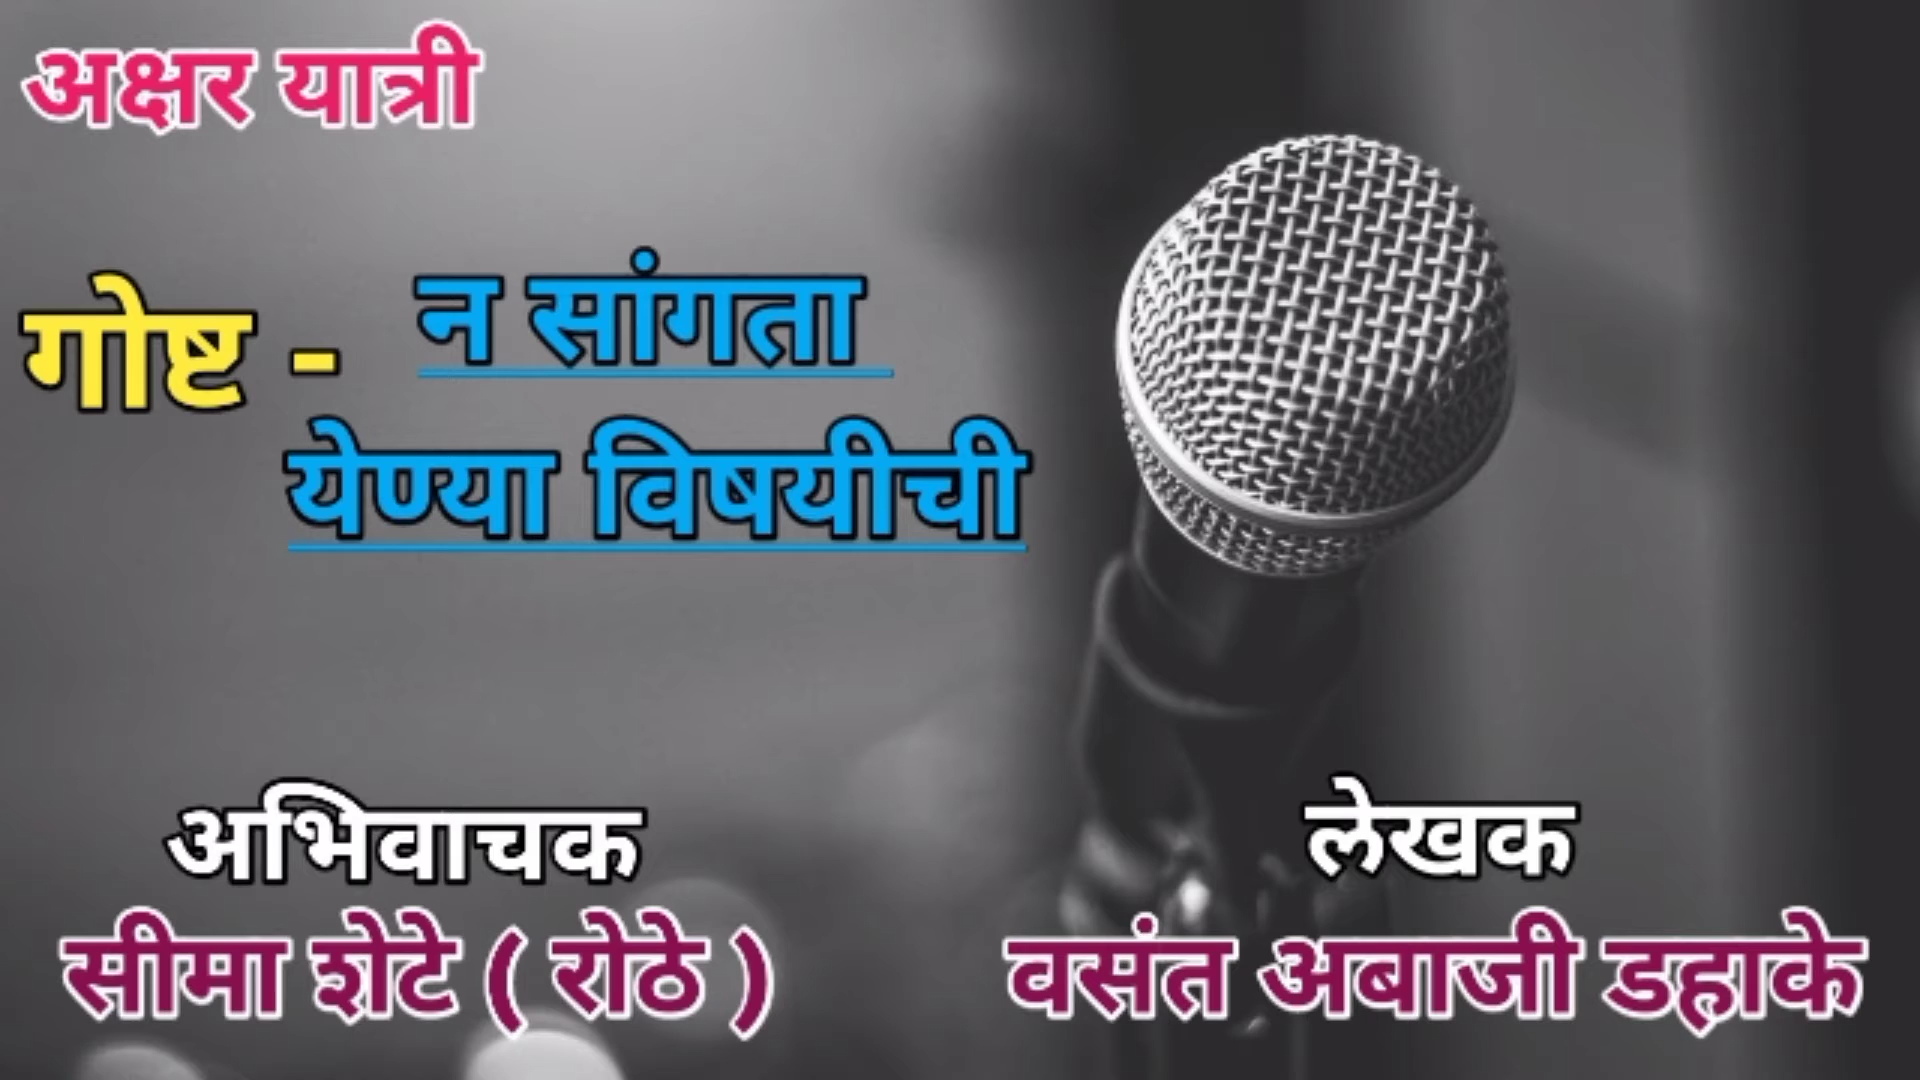 अक्षर यात्री
गोष्ट - न सांगता
येण्या विषयीची
अभिवाचक
सीमा शेटे ( रोठे )
लेखक
वसंत अबाजी डहाके